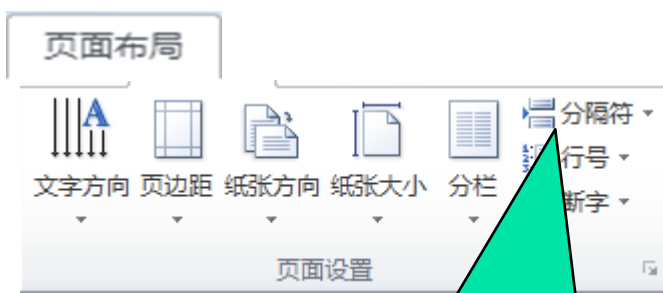 页面布局
分隔符
行号
断字
文字方向 页边距 纸张方向 纸张大小 分栏
页面设置